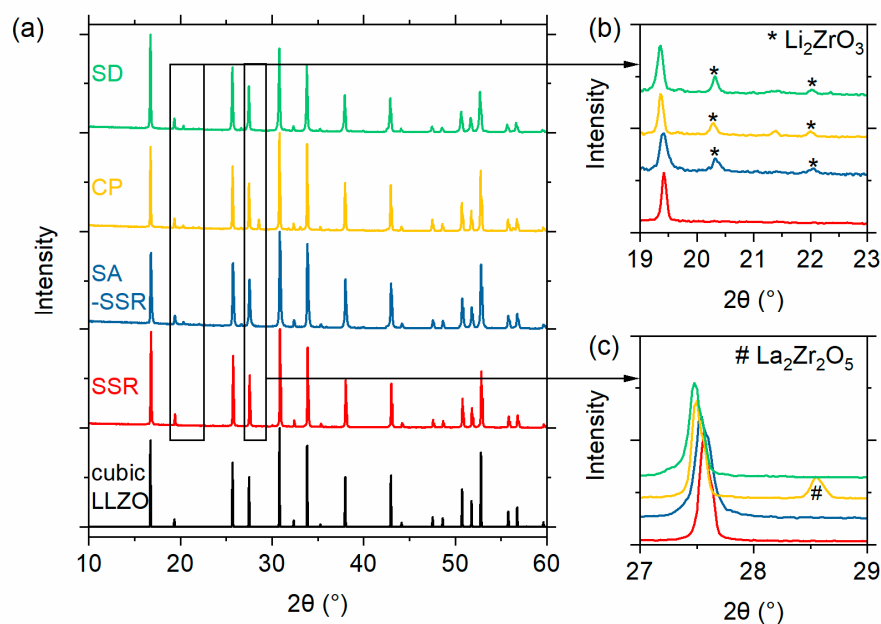 (a)
SD
CP
SA
-SSR
SSR
cubic
LLZO
Intensity
10 20 30 40 50 60
2θ (°)
(b)
* Li₂ZrO₃
* *
* *
* *
Intensity
19 20 21 22 23
2θ (°)
(c)
# La₂Zr₂O₅
#
Intensity
27 28 29
2θ (°)